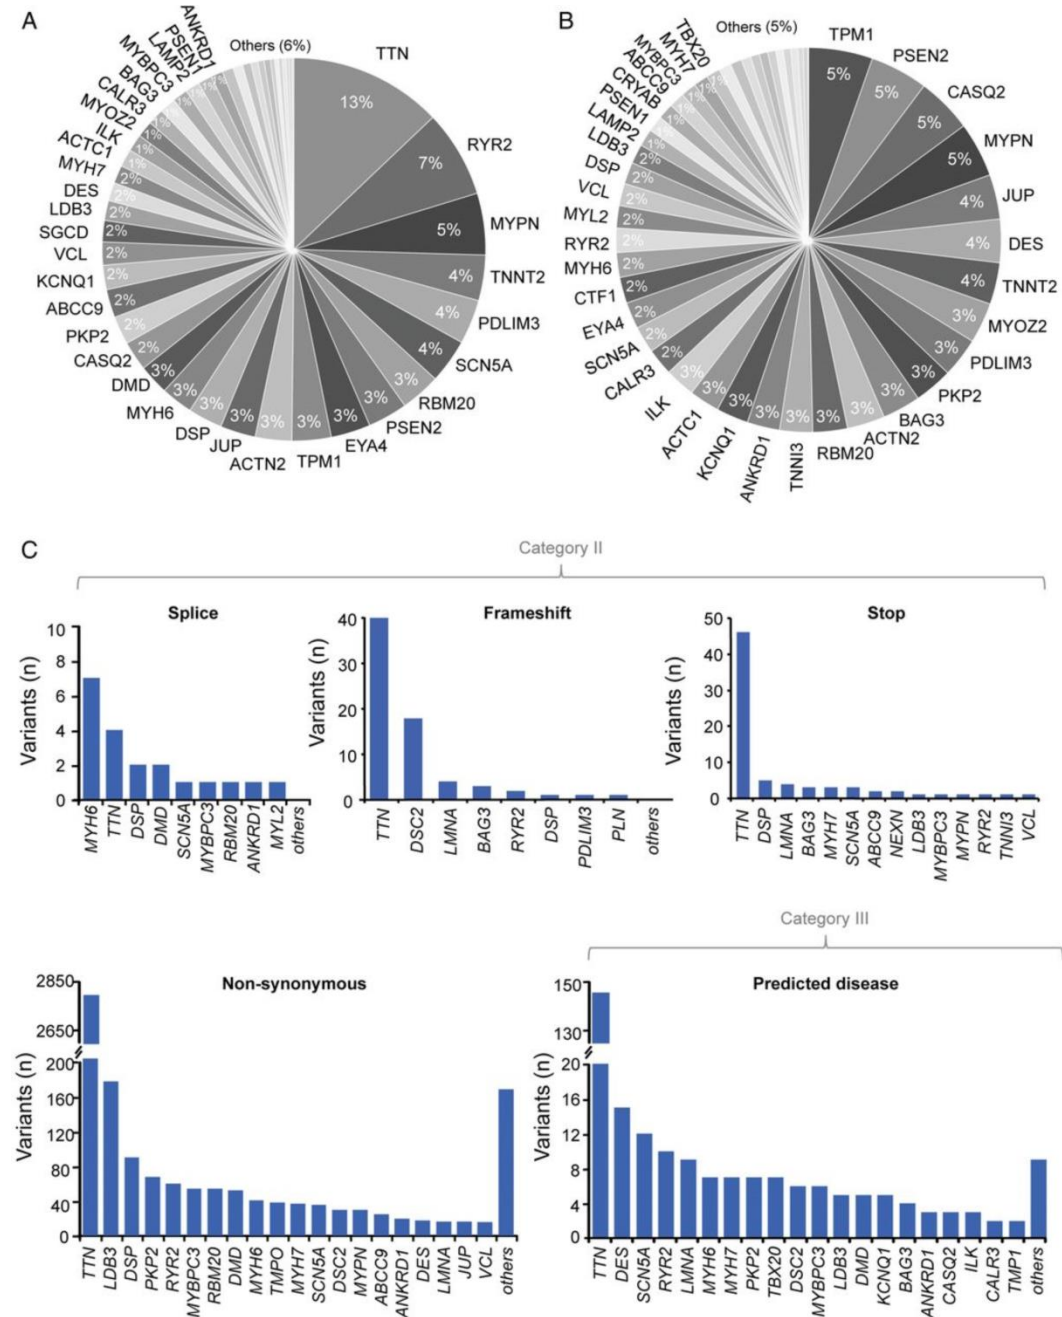 A
Others (6%)
TTN
RYR2
MYPN
TNNT2
PDLIM3
SCN5A
RBM20
PSEN2
EYA4
TPM1
ACTN2
JUP
DSP
MYH6
DMD
CASQ2
PKP2
ABCC9
KCNQ1
VCL
SGCD
LDB3
DES
MYH7
ACTC1
ILK
MYOZ2
CALR3
BAG3
MYBPC3
LAMP2
PSEN1
ANKRD1
13%
7%
5%
4%
4%
4%
3%
3%
3%
3%
3%
3%
3%
3%
3%
2%
2%
2%
2%
2%
2%
2%
2%
2%
1%
1%
1%
1%
1%
1%
1%
1%
1%
B
Others (5%)
TPM1
PSEN2
CASQ2
MYPN
JUP
DES
TNNT2
MYOZ2
PDLIM3
PKP2
BAG3
ACTN2
RBM20
TNNI3
ANKRD1
KCNQ1
ACTC1
ILK
CALR3
SCN5A
EYA4
CTF1
MYH6
RYR2
MYL2
VCL
DSP
LDB3
LAMP2
PSEN1
CRYAB
ABCC9
MYBPC3
MYH7
TBX20
5%
5%
5%
5%
4%
4%
4%
3%
3%
3%
3%
3%
3%
3%
3%
3%
3%
3%
2%
2%
2%
2%
2%
2%
2%
2%
2%
2%
C
Category II
Splice
Variants (n)
10
8
6
4
2
0
MYH6
TTN
DSP
DMD
SCN5A
MYBPC3
RBM20
ANKRD1
MYL2
others
Frameshift
Variants (n)
40
30
20
10
0
TTN
DSC2
LMNA
BAG3
RYR2
DSP
PDLIM3
PLN
others
Stop
Variants (n)
50
40
30
20
10
0
TTN
DSP
LMNA
BAG3
MYH7
SCN5A
ABCC9
NEXN
LDB3
MYBPC3
MYPN
RYR2
TNNI3
VCL
Non-synonymous
Variants (n)
2850
2650
200
160
120
80
40
0
TTN
LDB3
DSP
PKP2
RYR2
MYBPC3
RBM20
DMD
MYH6
TMPO
MYH7
SCN5A
DSC2
MYPN
ABCC9
ANKRD1
DES
LMNA
JUP
VCL
others
Category III
Predicted disease
Variants (n)
150
130
20
16
12
8
4
0
TTN
DES
SCN5A
RYR2
LMNA
MYH6
MYH7
PKP2
TBX20
DSC2
MYBPC3
LDB3
DMD
KCNQ1
BAG3
ANKRD1
CASQ2
ILK
CALR3
TMP1
others